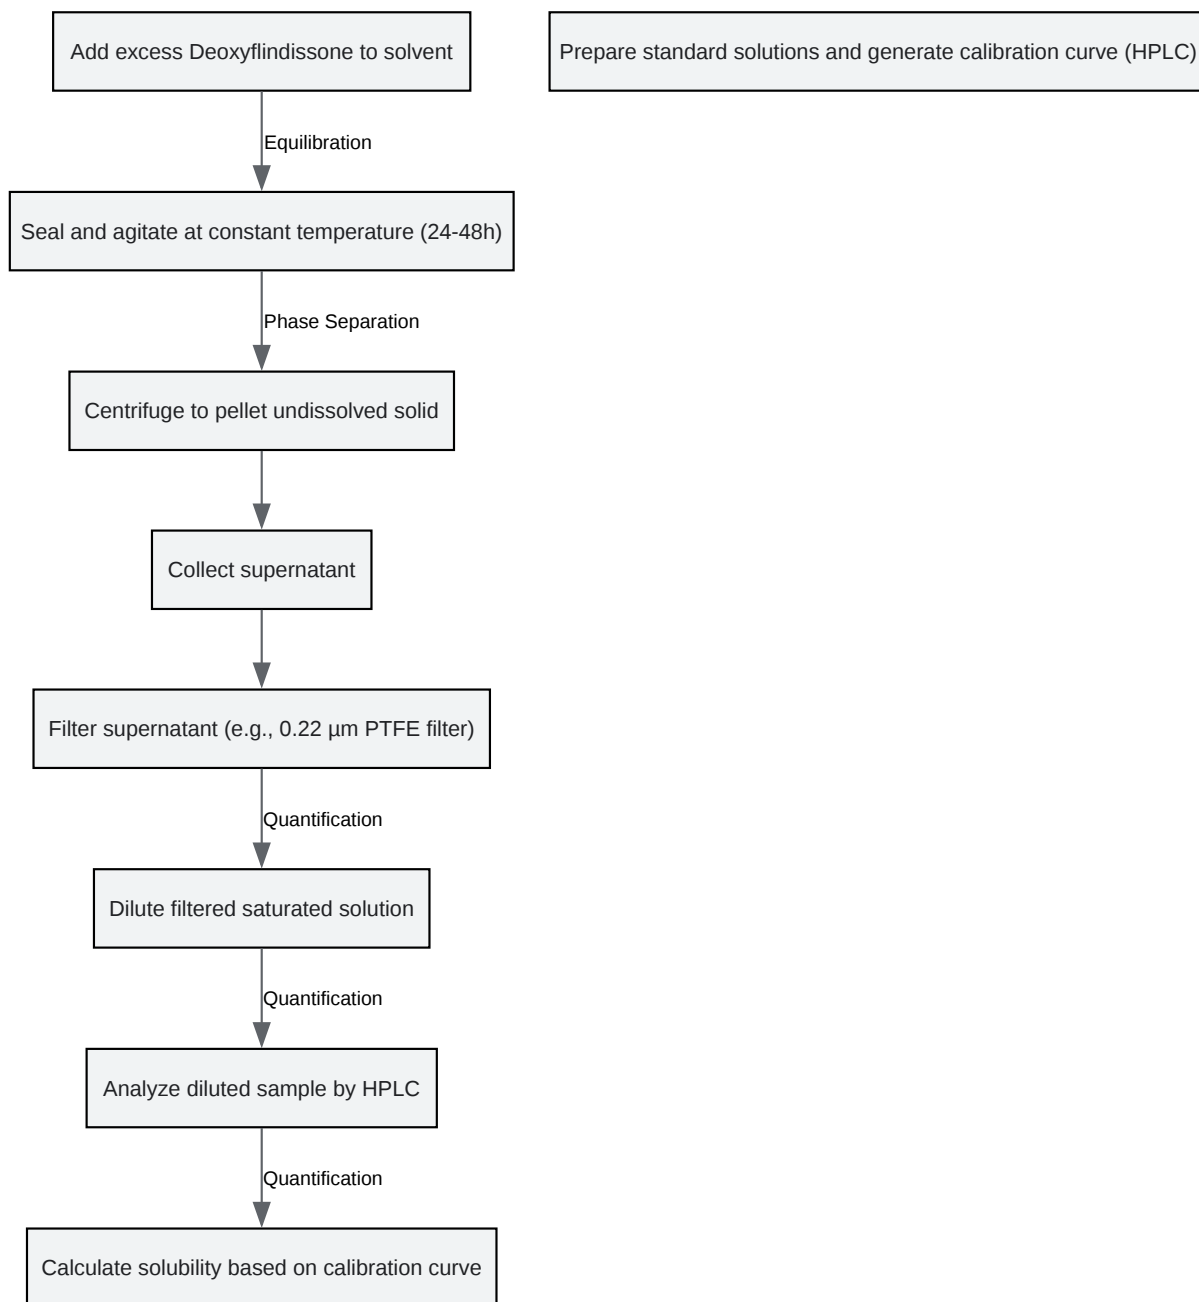 Add excess Deoxyflindissone to solvent
Prepare standard solutions and generate calibration curve (HPLC)
Equilibration
Seal and agitate at constant temperature (24-48h)
Phase Separation
Centrifuge to pellet undissolved solid
Collect supernatant
Filter supernatant (e.g., 0.22 µm PTFE filter)
Quantification
Dilute filtered saturated solution
Quantification
Analyze diluted sample by HPLC
Quantification
Calculate solubility based on calibration curve